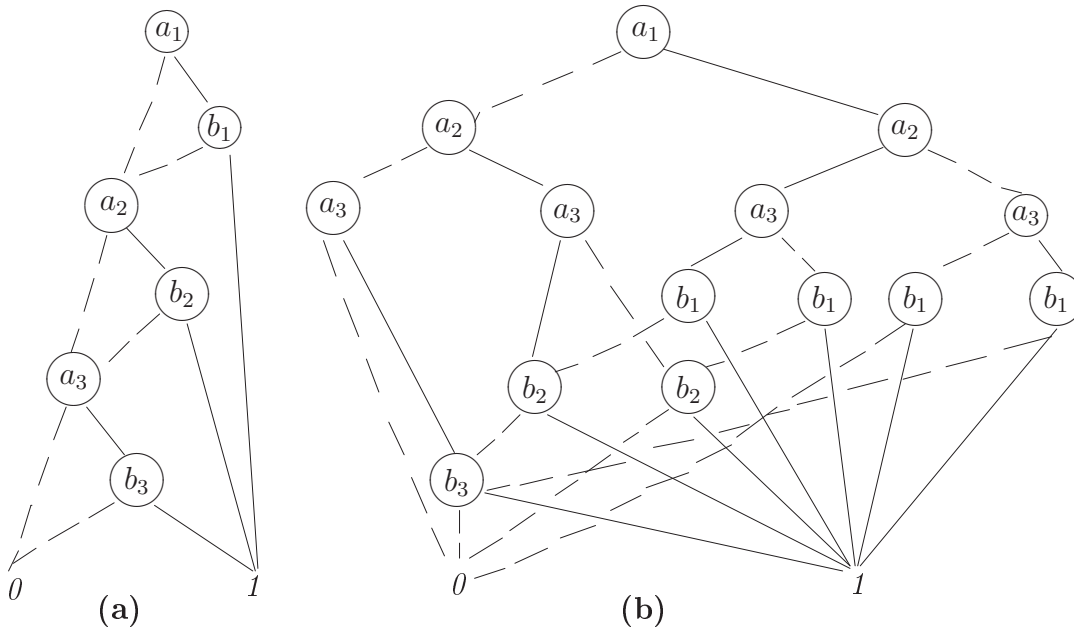 a₁ a₁
a₂ b₁ a₂
a₂ a₃ a₃ a₃ a₃
b₂ b₁ b₁ b₁ b₁
a₃ b₂ b₂
b₃ b₃
0 1 0 1
(a) (b)